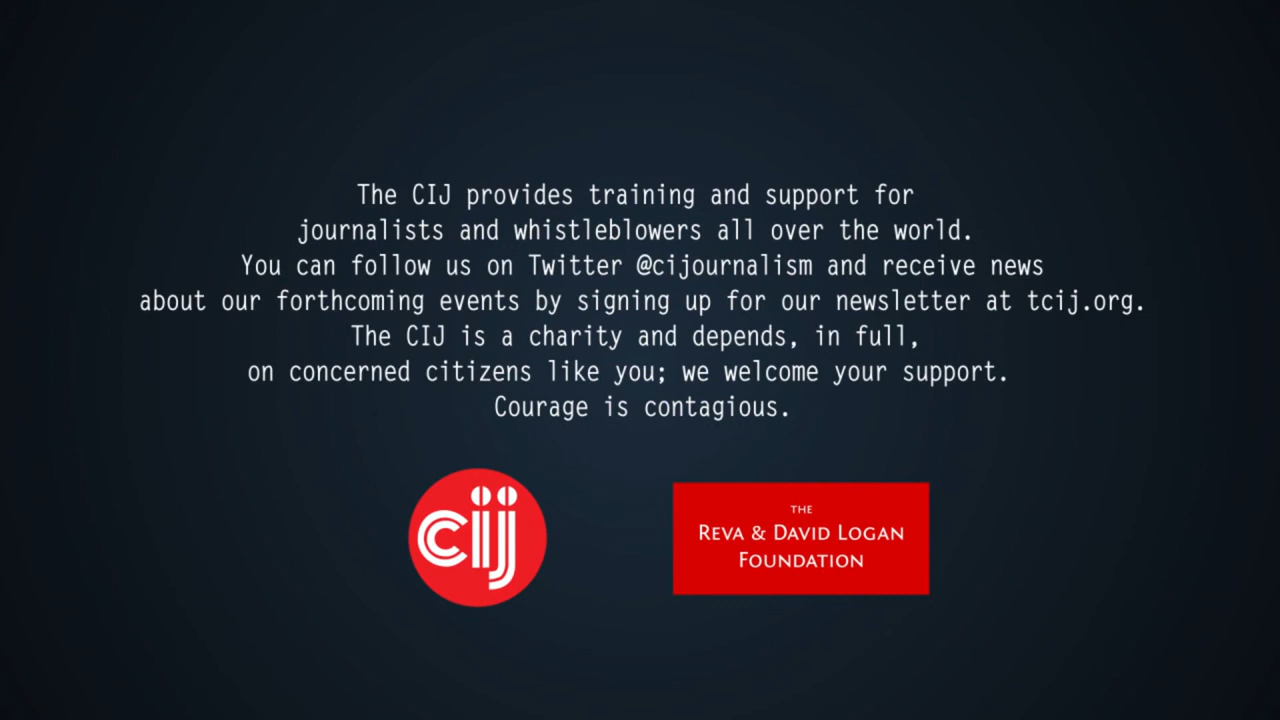 The CIJ provides training and support for
journalists and whistleblowers all over the world.
You can follow us on Twitter @cijournalism and receive news
about our forthcoming events by signing up for our newsletter at tcij.org.
The CIJ is a charity and depends, in full,
on concerned citizens like you; we welcome your support.
Courage is contagious.
cij
THE
REVA & DAVID LOGAN
FOUNDATION